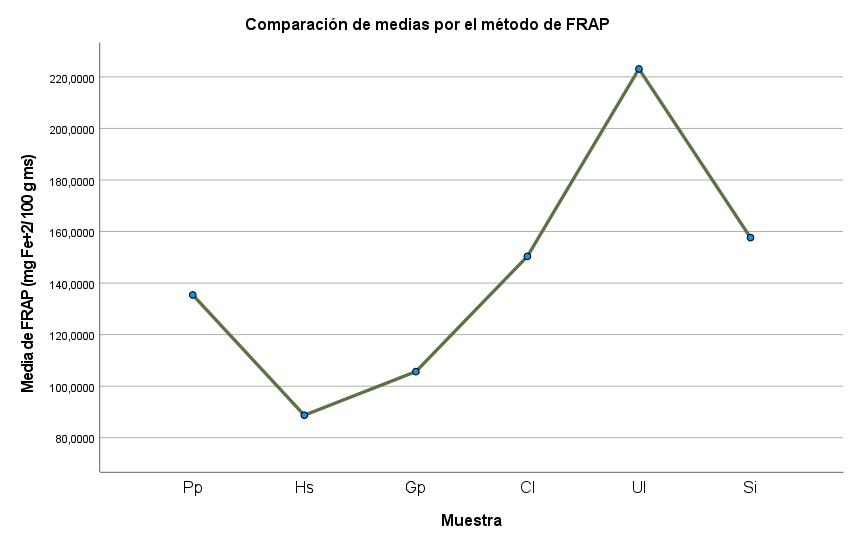 Comparación de medias por el método de FRAP
Media de FRAP (mg Fe+2/100 g ms)
220,0000
200,0000
180,0000
160,0000
140,0000
120,0000
100,0000
80,0000
Pp Hs Gp Cl Ul Si
Muestra